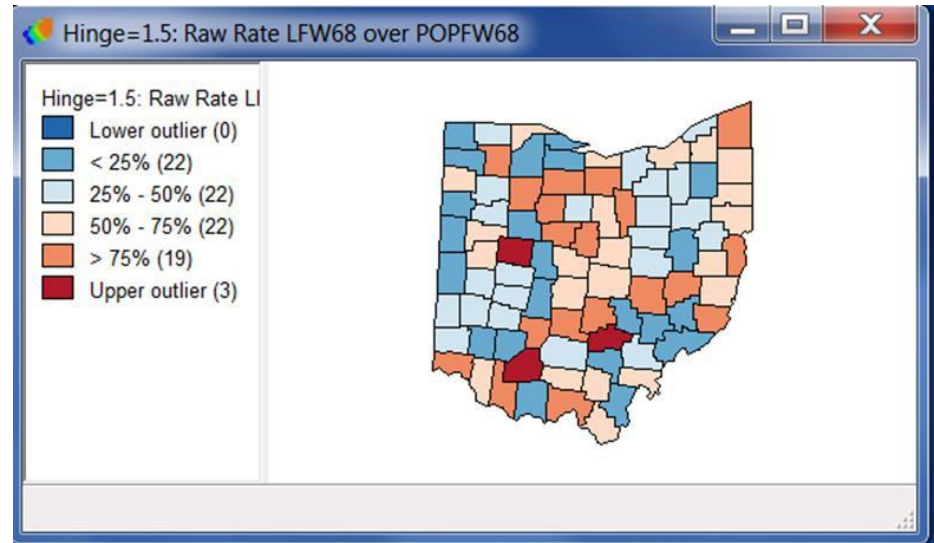 Hinge=1.5: Raw Rate LFW68 over POPFW68
Hinge=1.5: Raw Rate LI
Lower outlier (0)
< 25% (22)
25% - 50% (22)
50% - 75% (22)
> 75% (19)
Upper outlier (3)